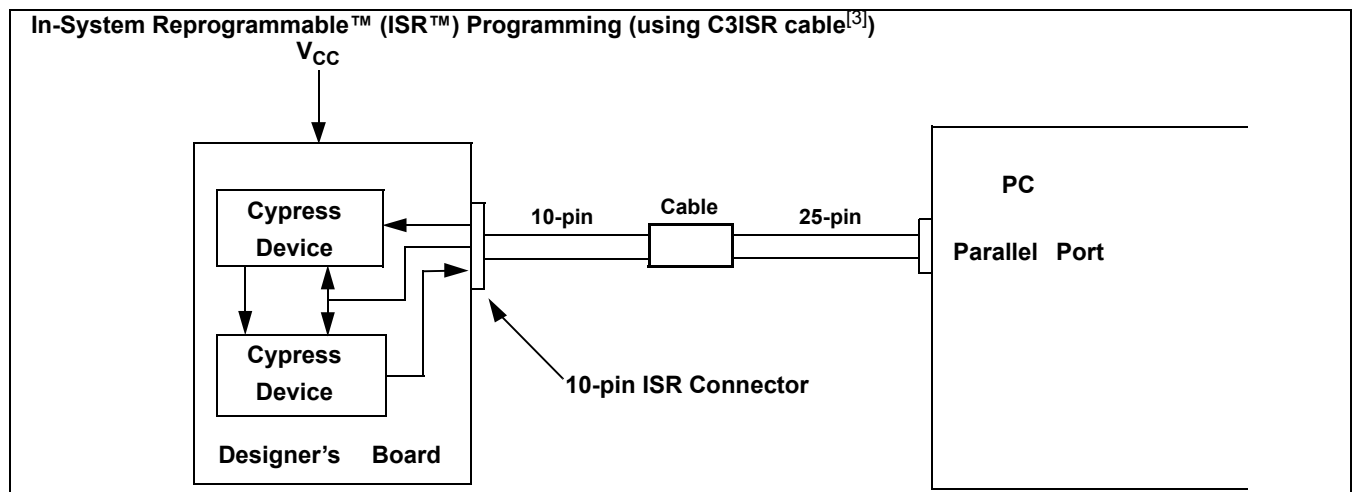 In-System Reprogrammable™ (ISR™) Programming (using C3ISR cable[3])
VCC
Cypress
Device
Cypress
Device
Designer's Board
10-pin
Cable
25-pin
10-pin ISR Connector
PC
Parallel Port